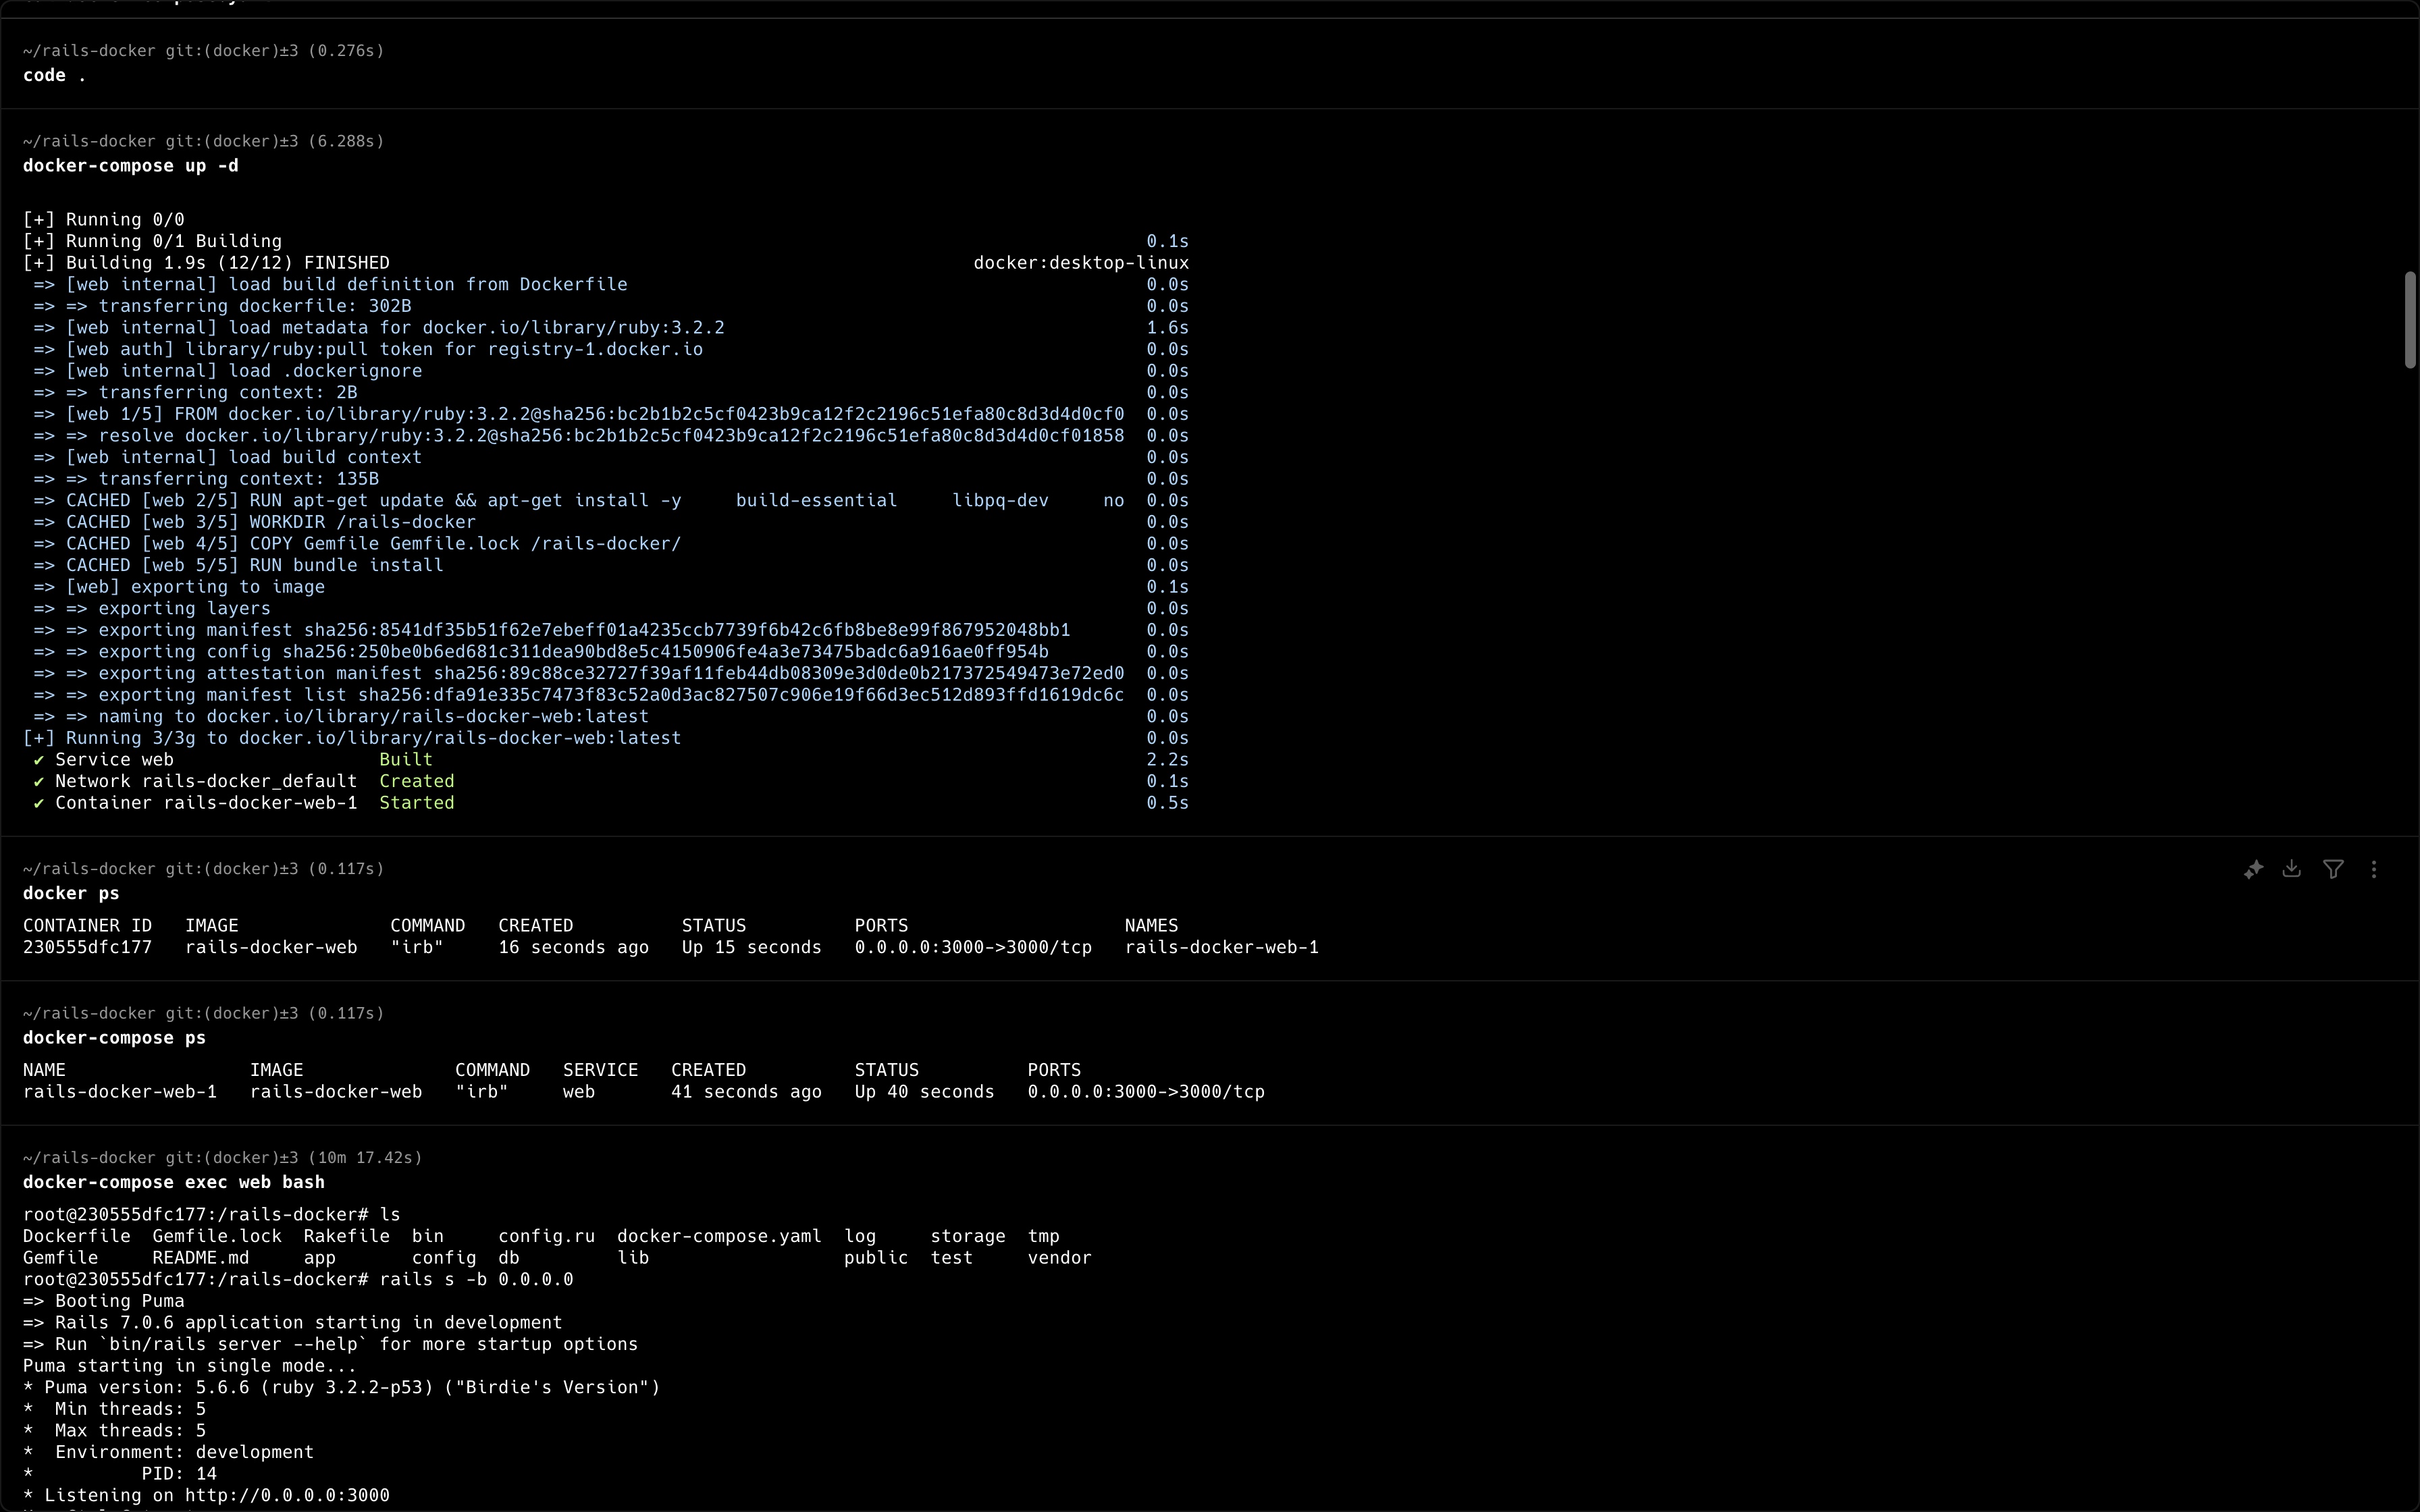 ~/rails-docker git:(docker)±3 (0.276s)
code .
~/rails-docker git:(docker)±3 (6.288s)
docker-compose up -d
[+] Running 0/0
[+] Running 0/1 Building 0.1s
[+] Building 1.9s (12/12) FINISHED docker:desktop-linux
=> [web internal] load build definition from Dockerfile 0.0s
=> => transferring dockerfile: 302B 0.0s
=> [web internal] load metadata for docker.io/library/ruby:3.2.2 1.6s
=> [web auth] library/ruby:pull token for registry-1.docker.io 0.0s
=> [web internal] load .dockerignore 0.0s
=> => transferring context: 2B 0.0s
=> [web 1/5] FROM docker.io/library/ruby:3.2.2@sha256:bc2b1b2c5cf0423b9ca12f2c2196c51efa80c8d3d4d0cf0 0.0s
=> => resolve docker.io/library/ruby:3.2.2@sha256:bc2b1b2c5cf0423b9ca12f2c2196c51efa80c8d3d4d0cf01858 0.0s
=> [web internal] load build context 0.0s
=> => transferring context: 135B 0.0s
=> CACHED [web 2/5] RUN apt-get update && apt-get install -y build-essential libpq-dev no 0.0s
=> CACHED [web 3/5] WORKDIR /rails-docker 0.0s
=> CACHED [web 4/5] COPY Gemfile Gemfile.lock /rails-docker/ 0.0s
=> CACHED [web 5/5] RUN bundle install 0.0s
=> [web] exporting to image 0.1s
=> => exporting layers 0.0s
=> => exporting manifest sha256:8541df35b51f62e7ebeff01a4235ccb7739f6b42c6fb8be8e99f867952048bb1 0.0s
=> => exporting config sha256:250be0b6ed681c311dea90bd8e5c4150906fe4a3e73475badc6a916ae0ff954b 0.0s
=> => exporting attestation manifest sha256:89c88ce32727f39af11feb44db08309e3d0de0b217372549473e72ed0 0.0s
=> => exporting manifest list sha256:dfa91e335c7473f83c52a0d3ac827507c906e19f66d3ec512d893ffd1619dc6c 0.0s
=> => naming to docker.io/library/rails-docker-web:latest 0.0s
[+] Running 3/3g to docker.io/library/rails-docker-web:latest 0.0s
✔ Service web Built 2.2s
✔ Network rails-docker_default Created 0.1s
✔ Container rails-docker-web-1 Started 0.5s
~/rails-docker git:(docker)±3 (0.117s)
docker ps
CONTAINER ID IMAGE COMMAND CREATED STATUS PORTS NAMES
230555dfc177 rails-docker-web "irb" 16 seconds ago Up 15 seconds 0.0.0.0:3000->3000/tcp rails-docker-web-1
~/rails-docker git:(docker)±3 (0.117s)
docker-compose ps
NAME IMAGE COMMAND SERVICE CREATED STATUS PORTS
rails-docker-web-1 rails-docker-web "irb" web 41 seconds ago Up 40 seconds 0.0.0.0:3000->3000/tcp
~/rails-docker git:(docker)±3 (10m 17.42s)
docker-compose exec web bash
root@230555dfc177:/rails-docker# ls
Dockerfile Gemfile.lock Rakefile bin config.ru docker-compose.yaml log storage tmp
Gemfile README.md app config db lib public test vendor
root@230555dfc177:/rails-docker# rails s -b 0.0.0.0
=> Booting Puma
=> Rails 7.0.6 application starting in development
=> Run `bin/rails server --help` for more startup options
Puma starting in single mode...
* Puma version: 5.6.6 (ruby 3.2.2-p53) ("Birdie's Version")
* Min threads: 5
* Max threads: 5
* Environment: development
* PID: 14
* Listening on http://0.0.0.0:3000